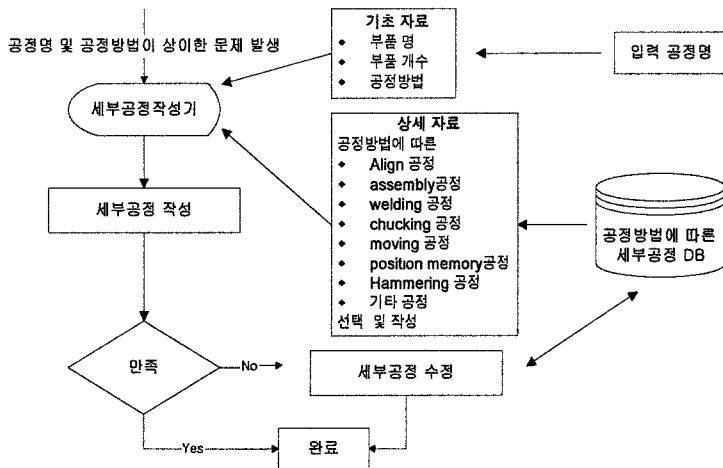 공정명 및 공정방법이 상이한 문제 발생
기초 자료
◆ 부품 명
◆ 부품 개수
◆ 공정방법
입력 공정명
세부공정작성기
상세 자료
공정방법에 따른
◆ Align 공정
◆ assembly공정
◆ welding 공정
◆ chucking 공정
◆ moving 공정
◆ position memory공정
◆ Hammering 공정
◆ 기타 공정
선택 및 작성
세부공정 작성
공정방법에 따른
세부공정 DB
만족
No
세부공정 수정
Yes
완료